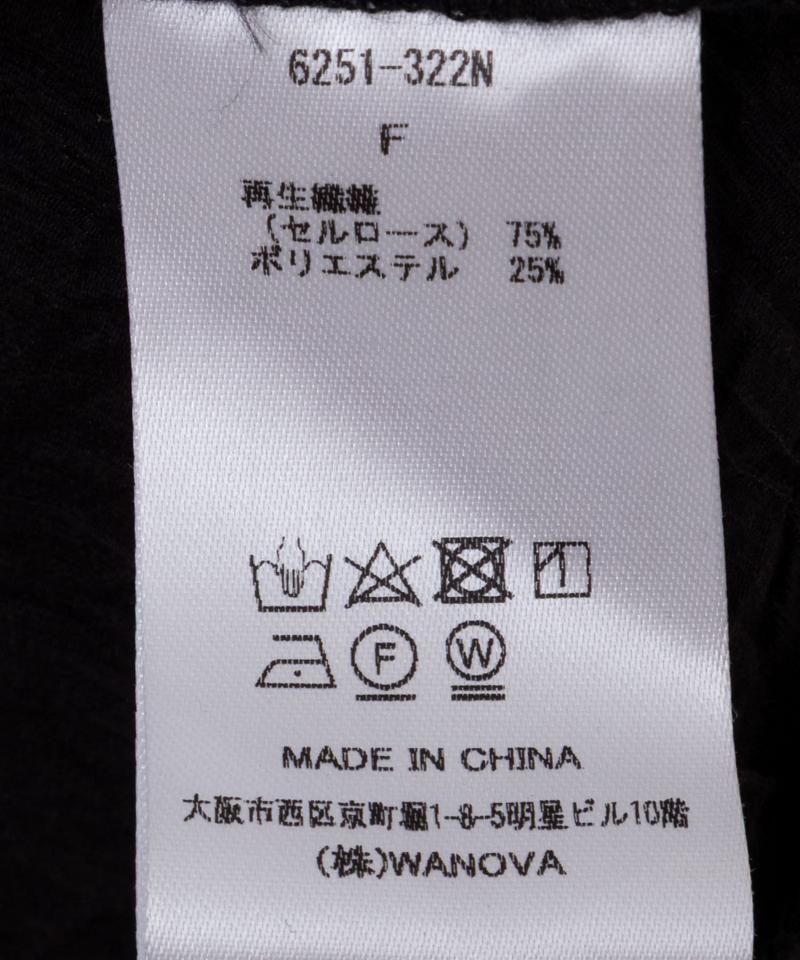 6251-322N
F
再生繊維
(セルロース) 75%
ポリエステル 25%
F W
MADE IN CHINA
大阪市西区京町堀1-8-5明星ビル10階
(株)WANOVA